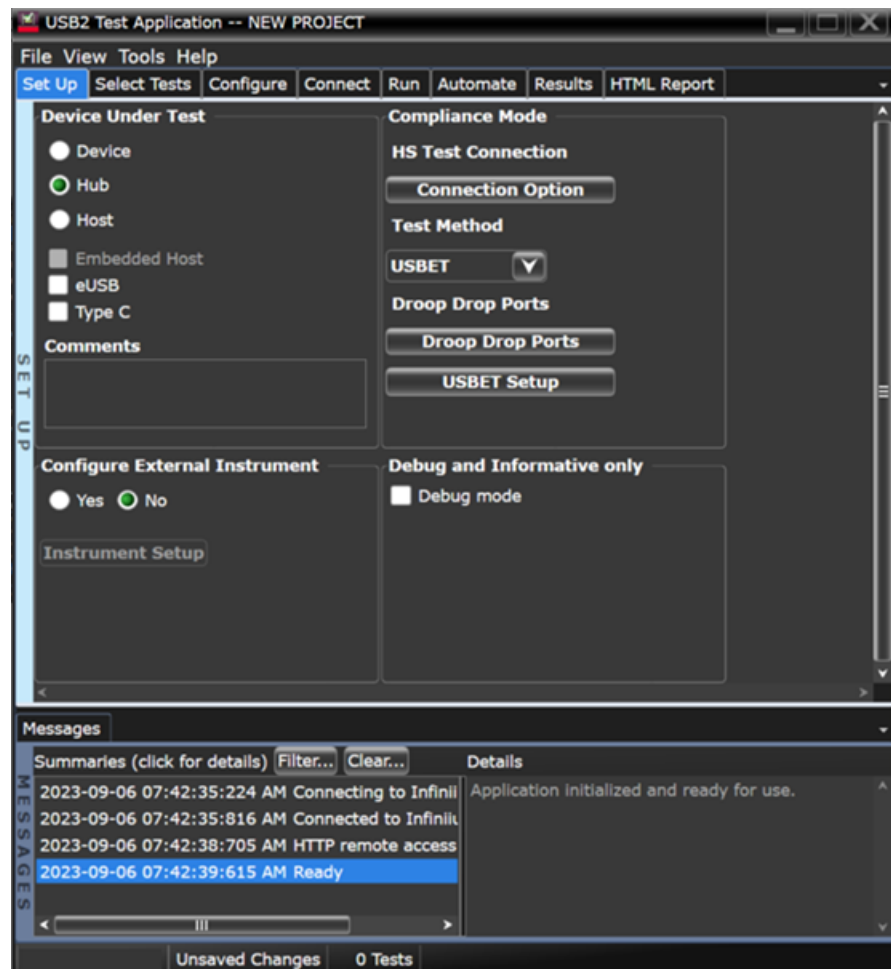 USB2 Test Application -- NEW PROJECT
File View Tools Help
Set Up Select Tests Configure Connect Run Automate Results HTML Report
SET UP
Device Under Test
Device
Hub
Host
Embedded Host
eUSB
Type C
Comments
Compliance Mode
HS Test Connection
Connection Option
Test Method
USBET
Droop Drop Ports
Droop Drop Ports
USBET Setup
Configure External Instrument
Yes No
Instrument Setup
Debug and Informative only
Debug mode
Messages
MESSAGES
Summaries (click for details) Filter... Clear...
2023-09-06 07:42:35:224 AM Connecting to Infinii
2023-09-06 07:42:35:816 AM Connected to Infiniiu
2023-09-06 07:42:38:705 AM HTTP remote access
2023-09-06 07:42:39:615 AM Ready
Details
Application initialized and ready for use.
Unsaved Changes 0 Tests